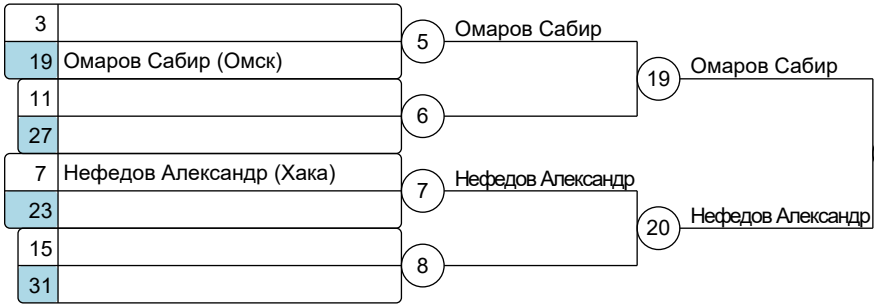 3
5 Омаров Сабир
19 Омаров Сабир (Омск)
19 Омаров Сабир
11
6
27
7 Нефедов Александр (Хака)
7 Нефедов Александр
23
20 Нефедов Александр
15
8
31